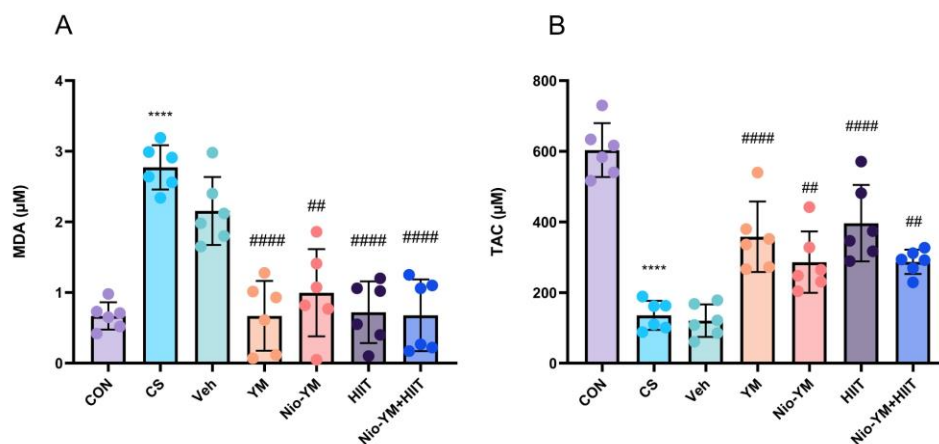 A
B
MDA (μM)
4
3
2
1
0
****
####
##
####
####
CON
CS
Veh
YM
Nio-YM
HIIT
Nio-YM+HIIT
TAC (μM)
800
600
400
200
0
****
####
##
####
##
CON
CS
Veh
YM
Nio-YM
HIIT
Nio-YM+HIIT